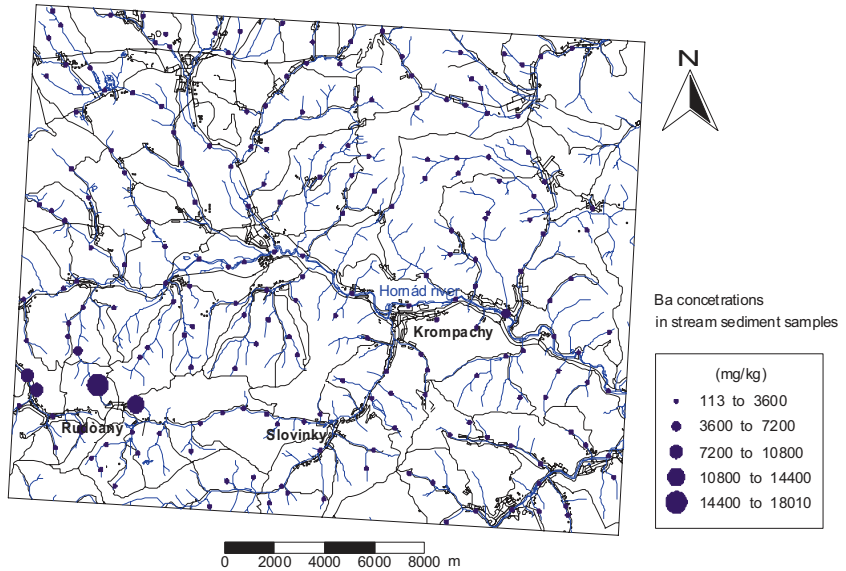 N
Hornád river
Krompachy
Rudòany
Slovinky
Ba concetrations
in stream sediment samples
(mg/kg)
113 to 3600
3600 to 7200
7200 to 10800
10800 to 14400
14400 to 18010
0 2000 4000 6000 8000 m